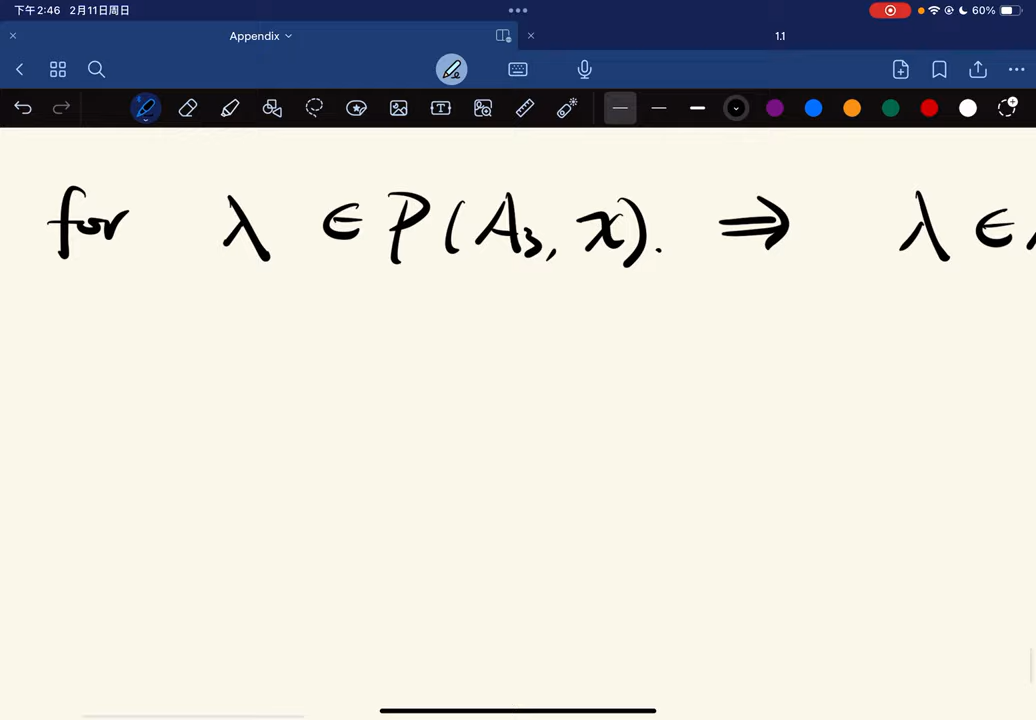 下午2:46 2月11日周日 60%
Appendix 1.1
for λ ∈ P(A₃, x). ⇒ λ ∈